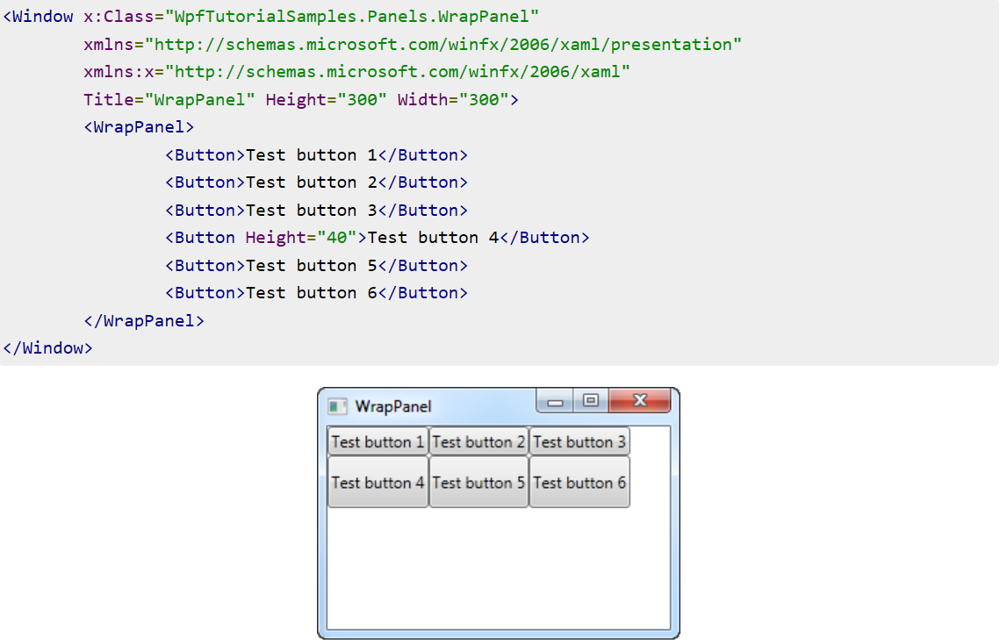 <Window x:Class="WpfTutorialSamples.Panels.WrapPanel"
        xmlns="http://schemas.microsoft.com/winfx/2006/xaml/presentation"
        xmlns:x="http://schemas.microsoft.com/winfx/2006/xaml"
        Title="WrapPanel" Height="300" Width="300">
        <WrapPanel>
                <Button>Test button 1</Button>
                <Button>Test button 2</Button>
                <Button>Test button 3</Button>
                <Button Height="40">Test button 4</Button>
                <Button>Test button 5</Button>
                <Button>Test button 6</Button>
        </WrapPanel>
</Window>
WrapPanel
Test button 1 Test button 2 Test button 3
Test button 4 Test button 5 Test button 6